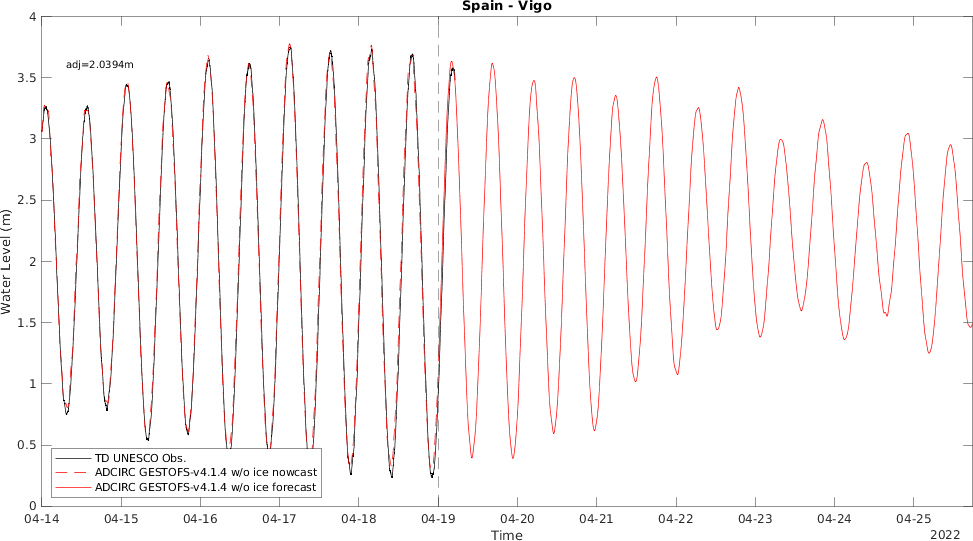 Spain - Vigo
4
adj=2.0394m
3.5
3
2.5
2
1.5
1
0.5
0
Water Level (m)
TD UNESCO Obs.
ADCIRC GESTOFS-v4.1.4 w/o ice nowcast
ADCIRC GESTOFS-v4.1.4 w/o ice forecast
04-14 04-15 04-16 04-17 04-18 04-19 04-20 04-21 04-22 04-23 04-24 04-25
Time
2022